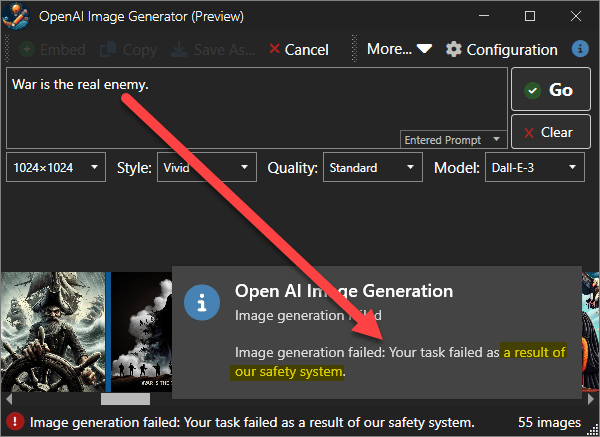 OpenAI Image Generator (Preview)
Embed Copy Save As... Cancel More... Configuration
War is the real enemy.
Go
Entered Prompt
Clear
1024×1024 Style: Vivid Quality: Standard Model: Dall-E-3
Open AI Image Generation
Image generation failed
Image generation failed: Your task failed as a result of
our safety system.
WAR IS THE
Image generation failed: Your task failed as a result of our safety system. 55 images